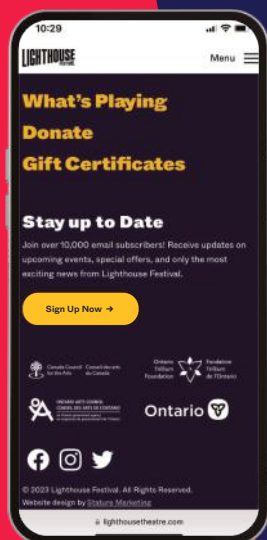 10:29
LIGHTHOUSE
FESTIVAL
Menu
What's Playing
Donate
Gift Certificates
Stay up to Date
Join over 10,000 email subscribers! Receive updates on
upcoming events, special offers, and only the most
exciting news from Lighthouse Festival.
Sign Up Now →
Canada Council Conseil des arts
for the Arts du Canada
Ontario Fondation
Trillium Trillium
Foundation de l'Ontario
ONTARIO ARTS COUNCIL
CONSEIL DES ARTS DE L'ONTARIO
Ontario
© 2023 Lighthouse Festival. All Rights Reserved.
Website design by Stature Marketing
lighthousetheatre.com